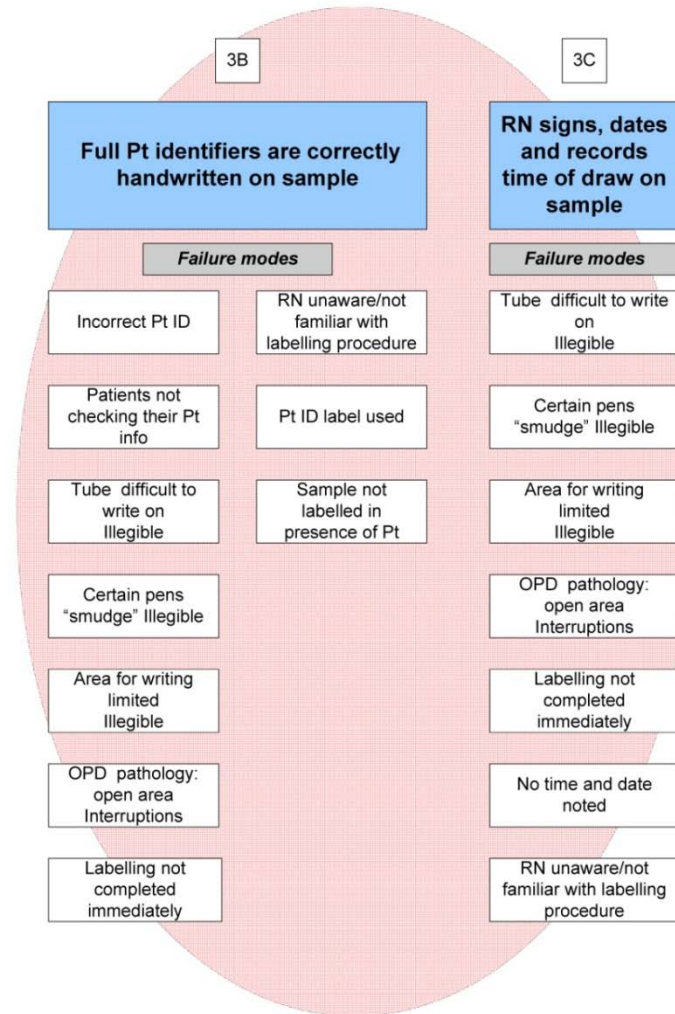 3B
Full Pt identifiers are correctly
handwritten on sample
Failure modes
Incorrect Pt ID
Patients not
checking their Pt
info
Tube difficult to
write on
Illegible
Certain pens
“smudge” Illegible
Area for writing
limited
Illegible
OPD pathology:
open area
Interruptions
Labelling not
completed
immediately
RN unaware/not
familiar with
labelling procedure
Pt ID label used
Sample not
labelled in
presence of Pt
3C
RN signs, dates
and records
time of draw on
sample
Failure modes
Tube difficult to write
on
Illegible
Certain pens
“smudge” Illegible
Area for writing
limited
Illegible
OPD pathology:
open area
Interruptions
Labelling not
completed
immediately
No time and date
noted
RN unaware/not
familiar with labelling
procedure